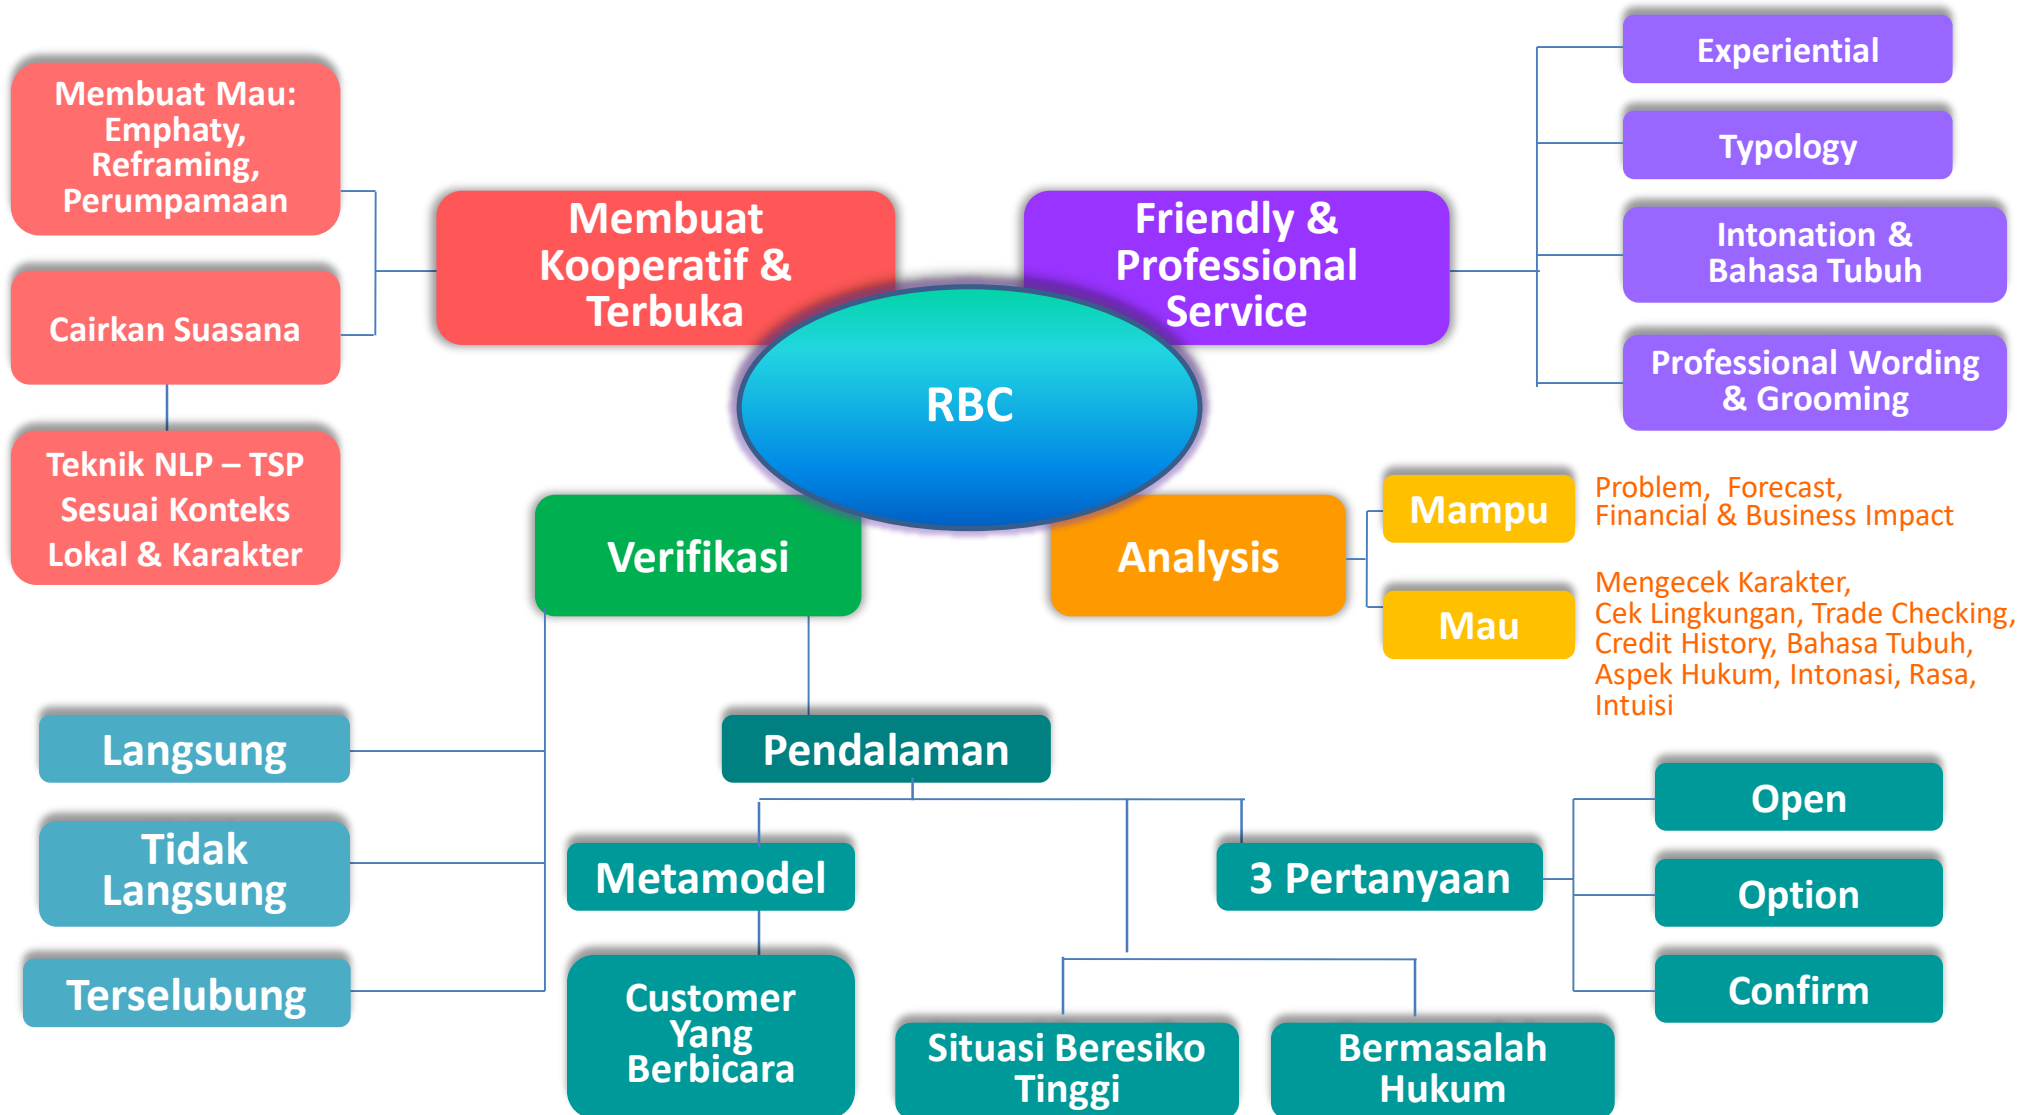 Membuat Mau:
Emphaty,
Reframing,
Perumpamaan
Cairkan Suasana
Teknik NLP – TSP
Sesuai Konteks
Lokal & Karakter
Membuat
Kooperatif &
Terbuka
Friendly &
Professional
Service
Experiential
Typology
Intonation &
Bahasa Tubuh
Professional Wording
& Grooming
RBC
Verifikasi
Analysis
Mampu
Problem, Forecast,
Financial & Business Impact
Mau
Mengecek Karakter,
Cek Lingkungan, Trade Checking,
Credit History, Bahasa Tubuh,
Aspek Hukum, Intonasi, Rasa,
Intuisi
Langsung
Tidak
Langsung
Terselubung
Pendalaman
Metamodel
Customer
Yang
Berbicara
Situasi Beresiko
Tinggi
Bermasalah
Hukum
3 Pertanyaan
Open
Option
Confirm